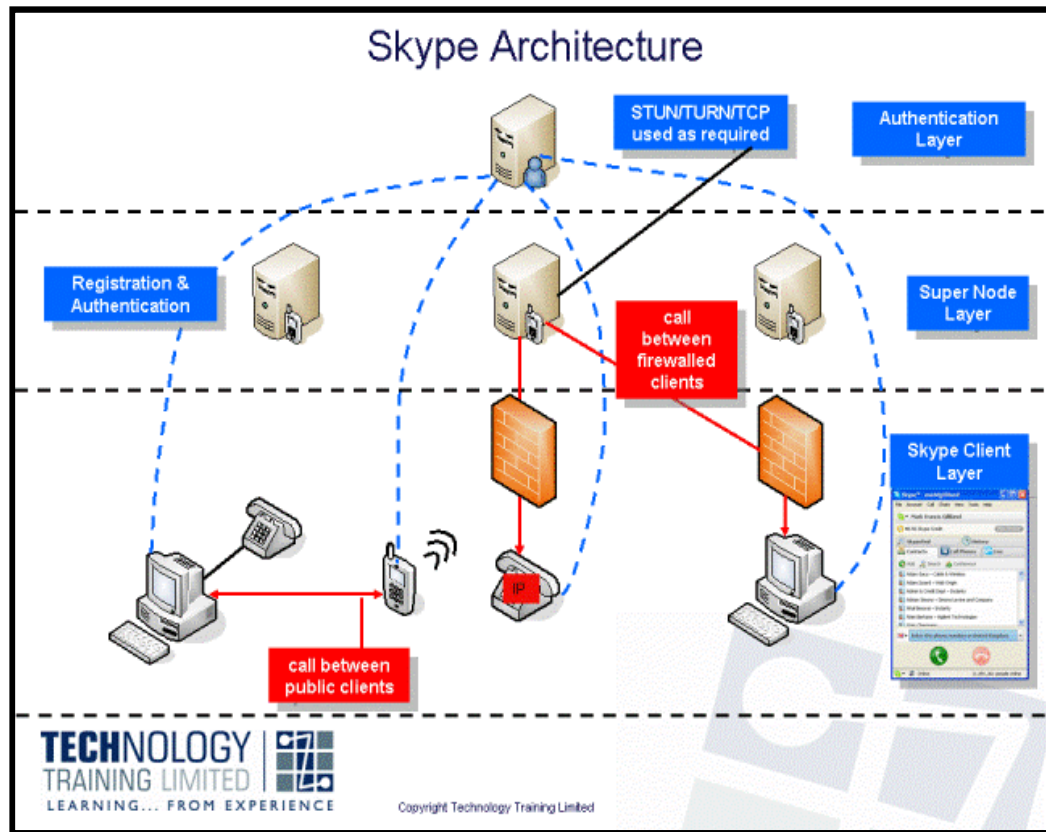 Skype Architecture
STUN/TURN/TCP
used as required
Authentication
Layer
Registration &
Authentication
call
between
firewalled
clients
Super Node
Layer
Skype Client
Layer
IP
call between
public clients
TECHNOLOGY
TRAINING LIMITED
LEARNING... FROM EXPERIENCE
Copyright Technology Training Limited